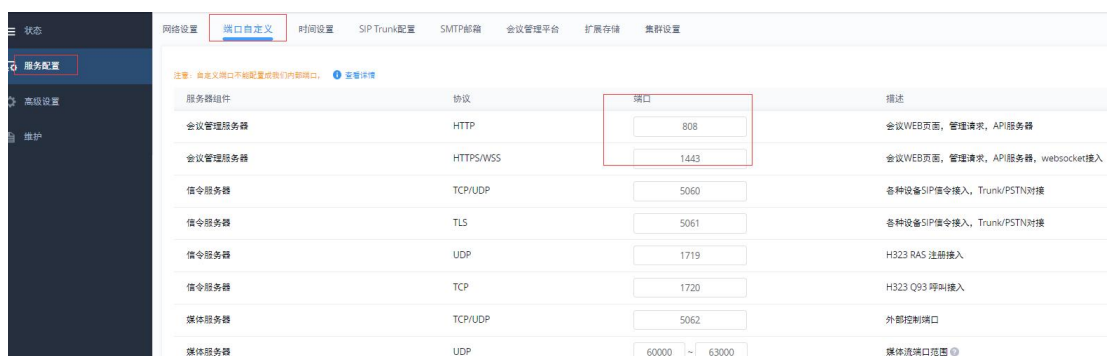 状态
服务配置
高级设置
维护
网络设置 端口自定义 时间设置 SIP Trunk配置 SMTP邮箱 会议管理平台 扩展存储 集群设置
注意：自定义端口不能配置成我们内部端口。 查看详情
服务器组件 协议 端口 描述
会议管理服务器 HTTP 808 会议WEB页面，管理请求，API服务器
会议管理服务器 HTTPS/WSS 1443 会议WEB页面，管理请求，API服务器，websocket接入
信令服务器 TCP/UDP 5060 各种设备SIP信令接入，Trunk/PSTN对接
信令服务器 TLS 5061 各种设备SIP信令接入，Trunk/PSTN对接
信令服务器 UDP 1719 H323 RAS 注册接入
信令服务器 TCP 1720 H323 Q93 呼叫接入
媒体服务器 TCP/UDP 5062 外部控制端口
媒体服务器 UDP 60000 ~ 63000 媒体流端口范围